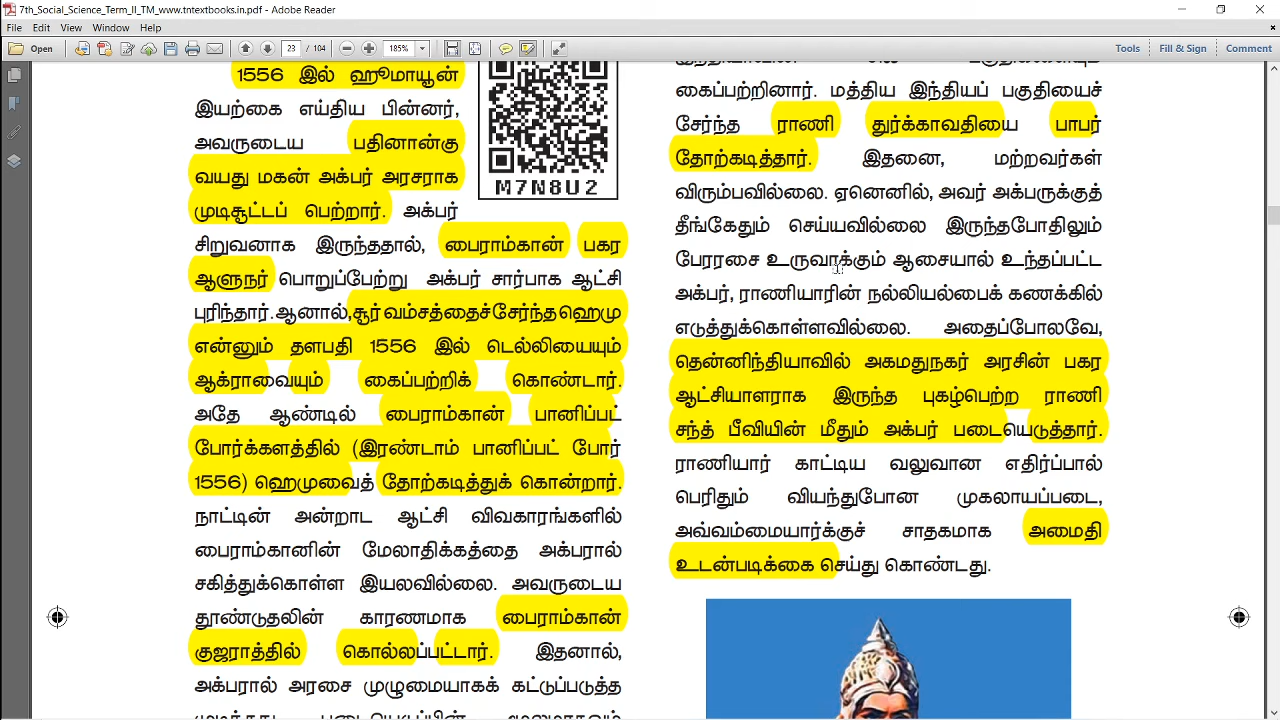 7th_Social_Science_Term_II_TM_www.tntextbooks.in.pdf - Adobe Reader
File Edit View Window Help
Open 23 / 104 185% Tools Fill & Sign Comment
1556 இல் ஹூமாயூன்
இயற்கை எய்திய பின்னர்,
அவருடைய பதினான்கு
வயது மகன் அக்பர் அரசராக
முடிசூட்டப் பெற்றார். அக்பர்
சிறுவனாக இருந்ததால், பைராம்கான் பகர
ஆளுநர் பொறுப்பேற்று அக்பர் சார்பாக ஆட்சி
புரிந்தார்.ஆனால்,சூர் வம்சத்தைச் சேர்ந்த ஹெமு
என்னும் தளபதி 1556 இல் டெல்லியையும்
ஆக்ராவையும் கைப்பற்றிக் கொண்டார்.
அதே ஆண்டில் பைராம்கான் பானிப்பட்
போர்க்களத்தில் (இரண்டாம் பானிப்பட் போர்
1556) ஹெமுவைத் தோற்கடித்துக் கொன்றார்.
நாட்டின் அன்றாட ஆட்சி விவகாரங்களில்
பைராம்கானின் மேலாதிக்கத்தை அக்பரால்
சகித்துக்கொள்ள இயலவில்லை. அவருடைய
தூண்டுதலின் காரணமாக பைராம்கான்
குஜராத்தில் கொல்லப்பட்டார். இதனால்,
அக்பரால் அரசை முழுமையாகக் கட்டுப்படுத்த
M7N8U2
கைப்பற்றினார். மத்திய இந்தியப் பகுதியைச்
சேர்ந்த ராணி துர்க்காவதியை பாபர்
தோற்கடித்தார். இதனை, மற்றவர்கள்
விரும்பவில்லை. ஏனெனில், அவர் அக்பருக்குத்
தீங்கேதும் செய்யவில்லை இருந்தபோதிலும்
பேரரசை உருவாக்கும் ஆசையால் உந்தப்பட்ட
அக்பர், ராணியாரின் நல்லியல்பைக் கணக்கில்
எடுத்துக்கொள்ளவில்லை. அதைப்போலவே,
தென்னிந்தியாவில் அகமதுநகர் அரசின் பகர
ஆட்சியாளராக இருந்த புகழ்பெற்ற ராணி
சந்த் பீவியின் மீதும் அக்பர் படையெடுத்தார்.
ராணியார் காட்டிய வலுவான எதிர்ப்பால்
பெரிதும் வியந்துபோன முகலாயப்படை,
அவ்வம்மையார்க்குச் சாதகமாக அமைதி
உடன்படிக்கை செய்து கொண்டது.